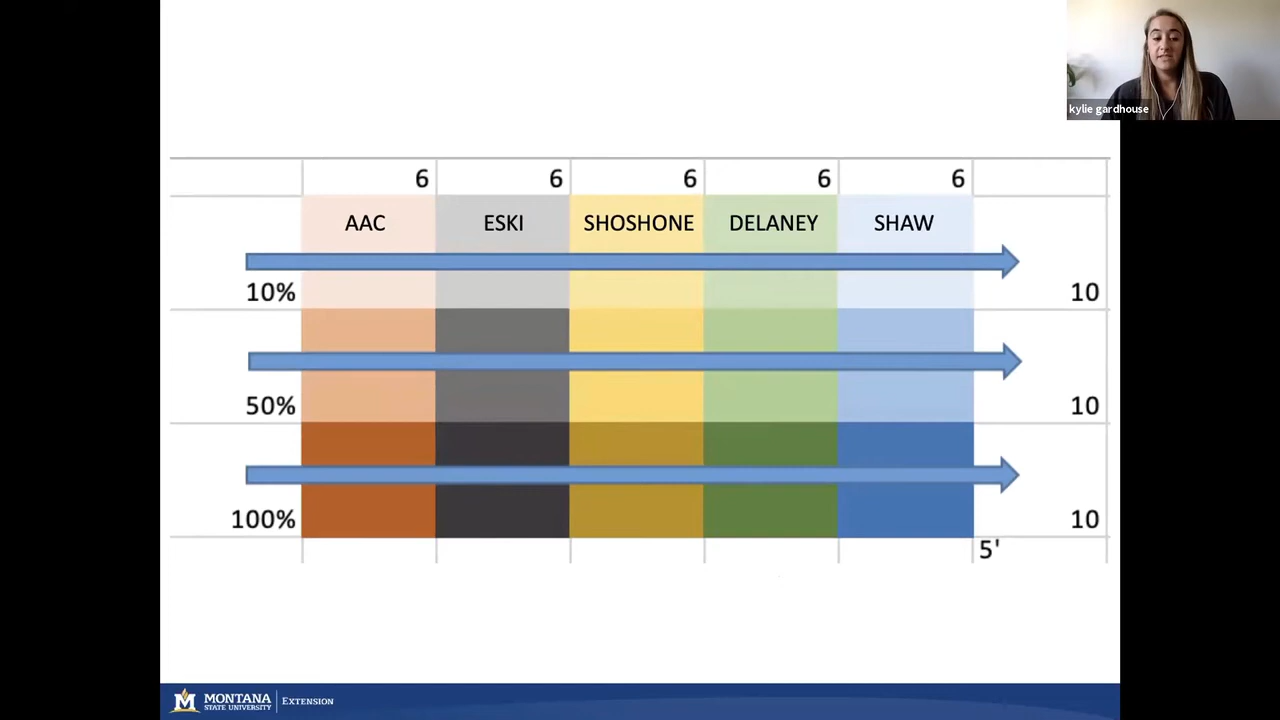 kylie gardhouse
6 6 6 6 6
AAC ESKI SHOSHONE DELANEY SHAW
10% 10
50% 10
100% 10
5'
M MONTANA
STATE UNIVERSITY
EXTENSION